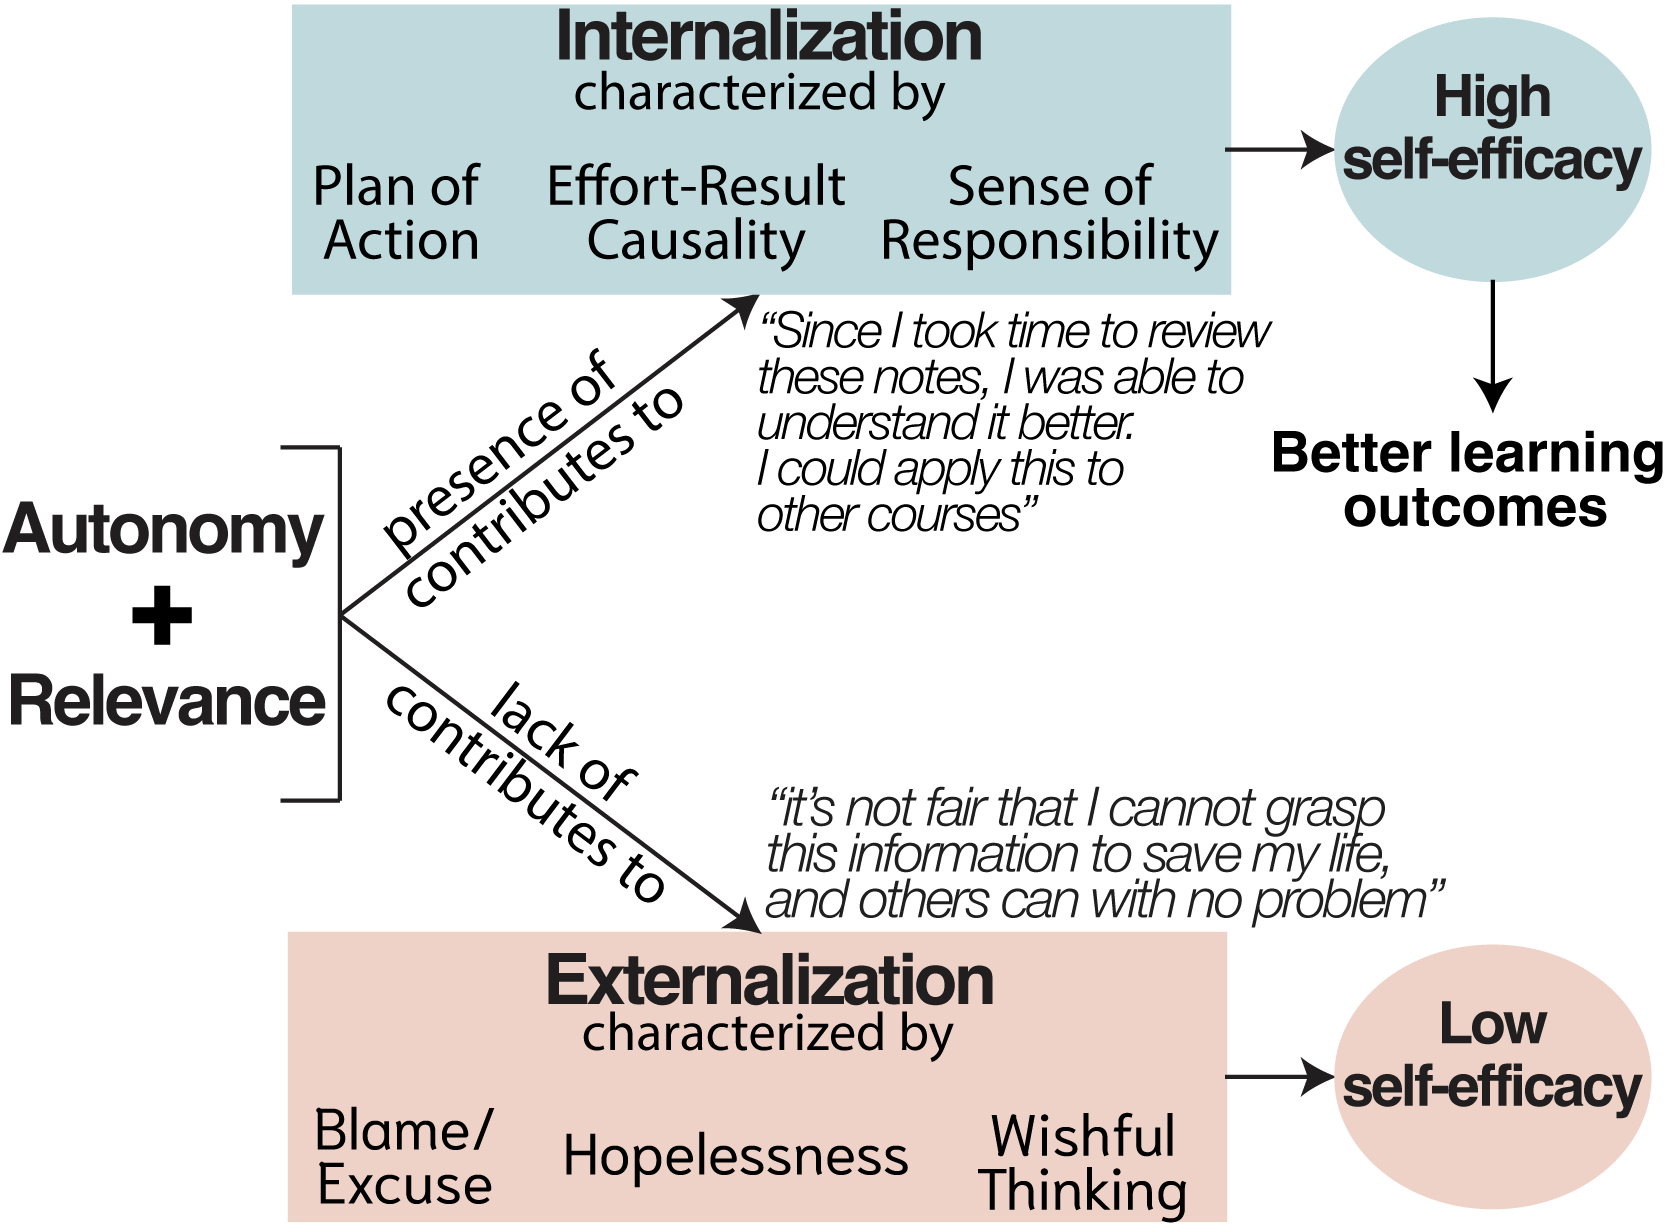 Internalization
characterized by
Plan of
Action
Effort-Result
Causality
Sense of
Responsibility
High
self-efficacy
Better learning
outcomes
“Since I took time to review
these notes, I was able to
understand it better.
I could apply this to
other courses”
presence of
contributes to
Autonomy
+
Relevance
lack of
contributes to
“it’s not fair that I cannot grasp
this information to save my life,
and others can with no problem”
Externalization
characterized by
Blame/
Excuse
Hopelessness
Wishful
Thinking
Low
self-efficacy